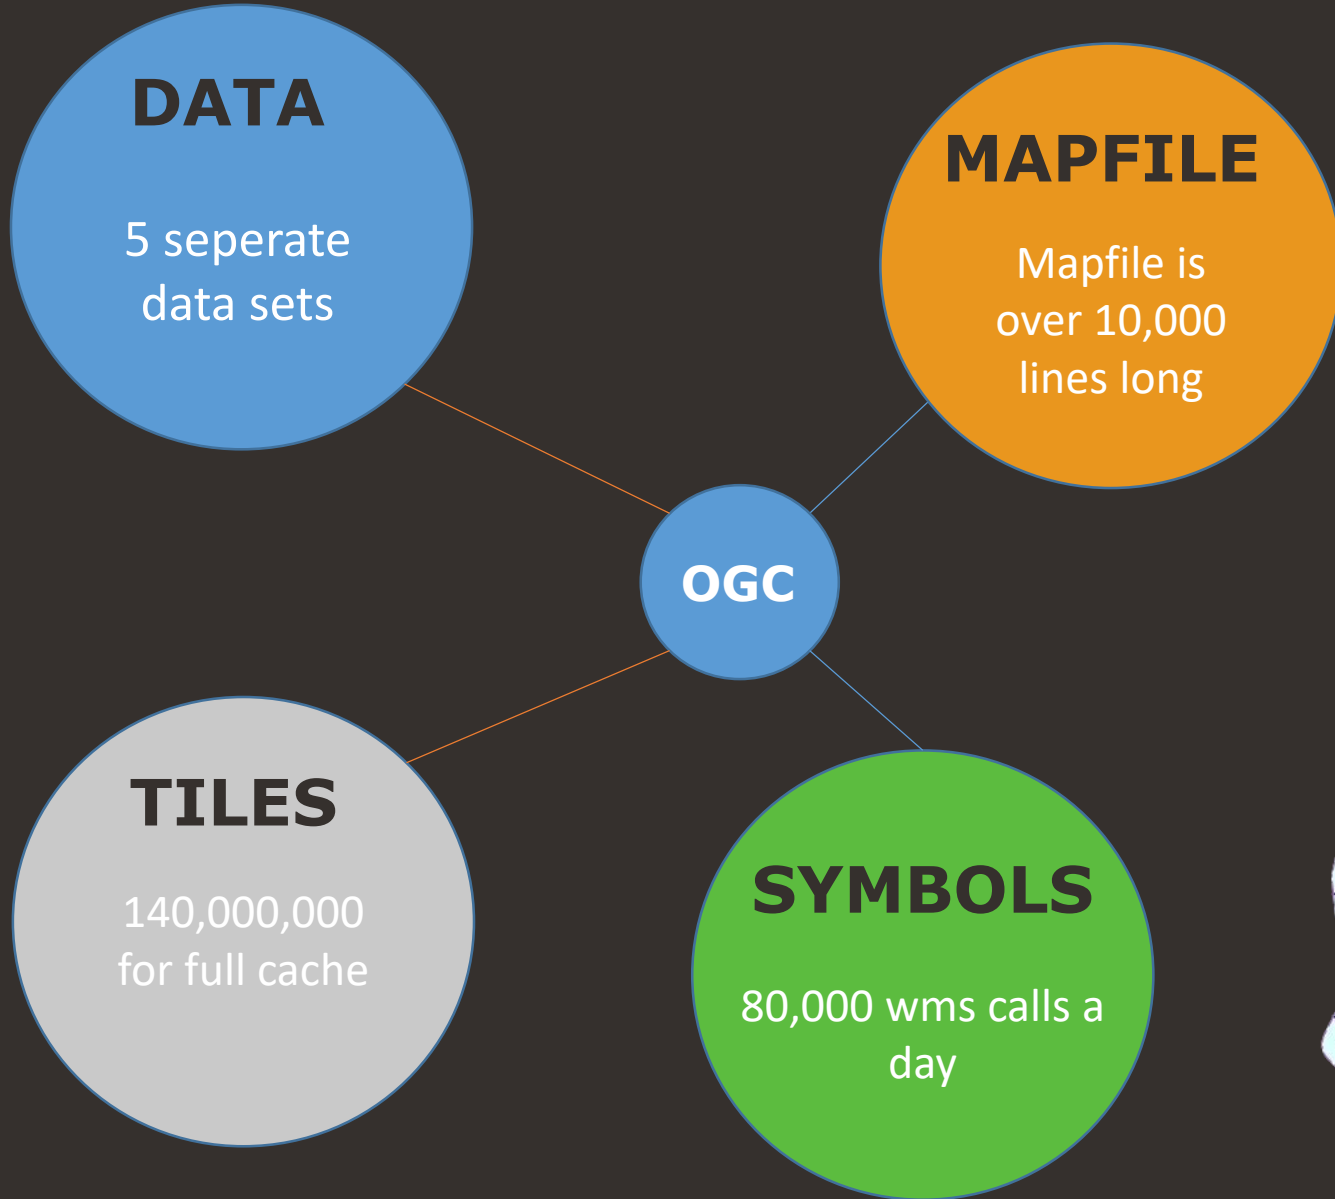 DATA
5 seperate
data sets
MAPFILE
Mapfile is
over 10,000
lines long
OGC
TILES
140,000,000
for full cache
SYMBOLS
80,000 wms calls a
day